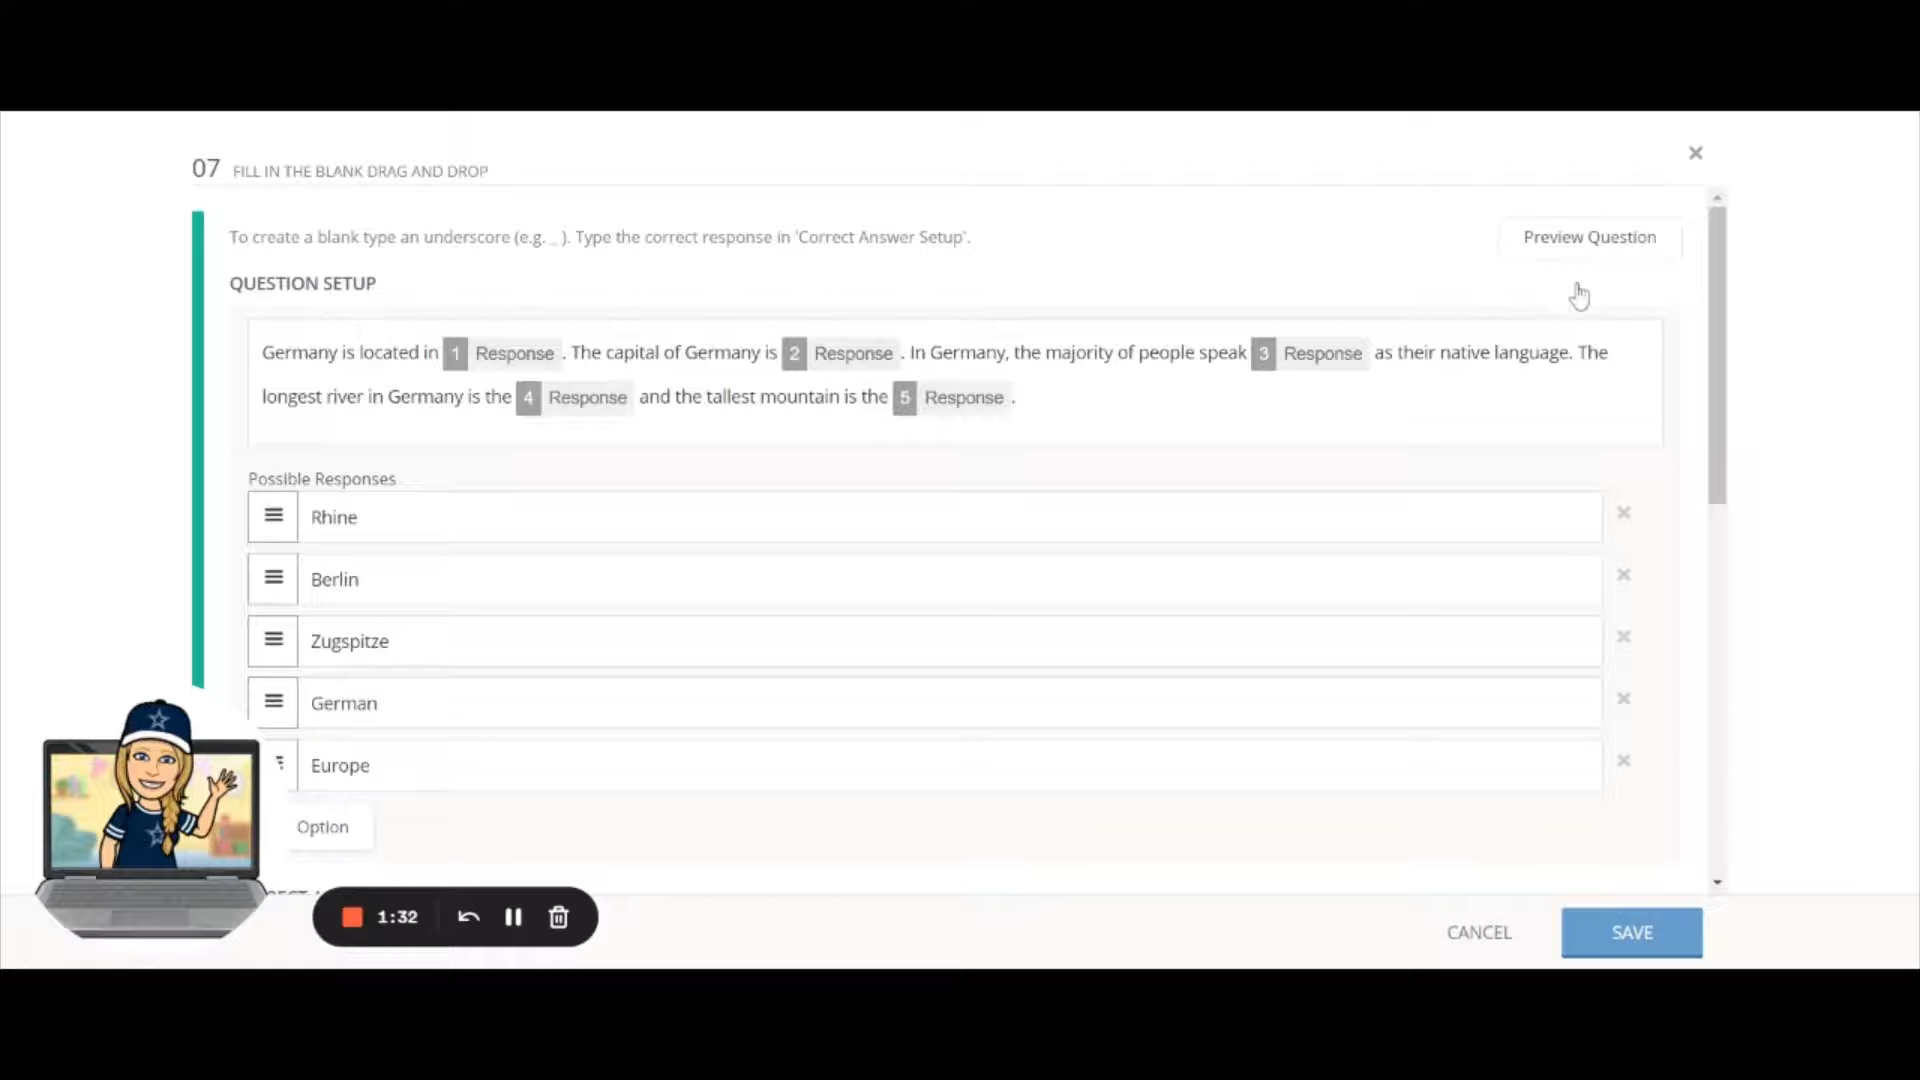 07 FILL IN THE BLANK DRAG AND DROP
To create a blank type an underscore (e.g. _ ). Type the correct response in 'Correct Answer Setup'.
Preview Question
QUESTION SETUP
Germany is located in 1 Response . The capital of Germany is 2 Response . In Germany, the majority of people speak 3 Response as their native language. The
longest river in Germany is the 4 Response and the tallest mountain is the 5 Response .
Possible Responses
Rhine
Berlin
Zugspitze
German
Europe
Option
1:32
CANCEL
SAVE